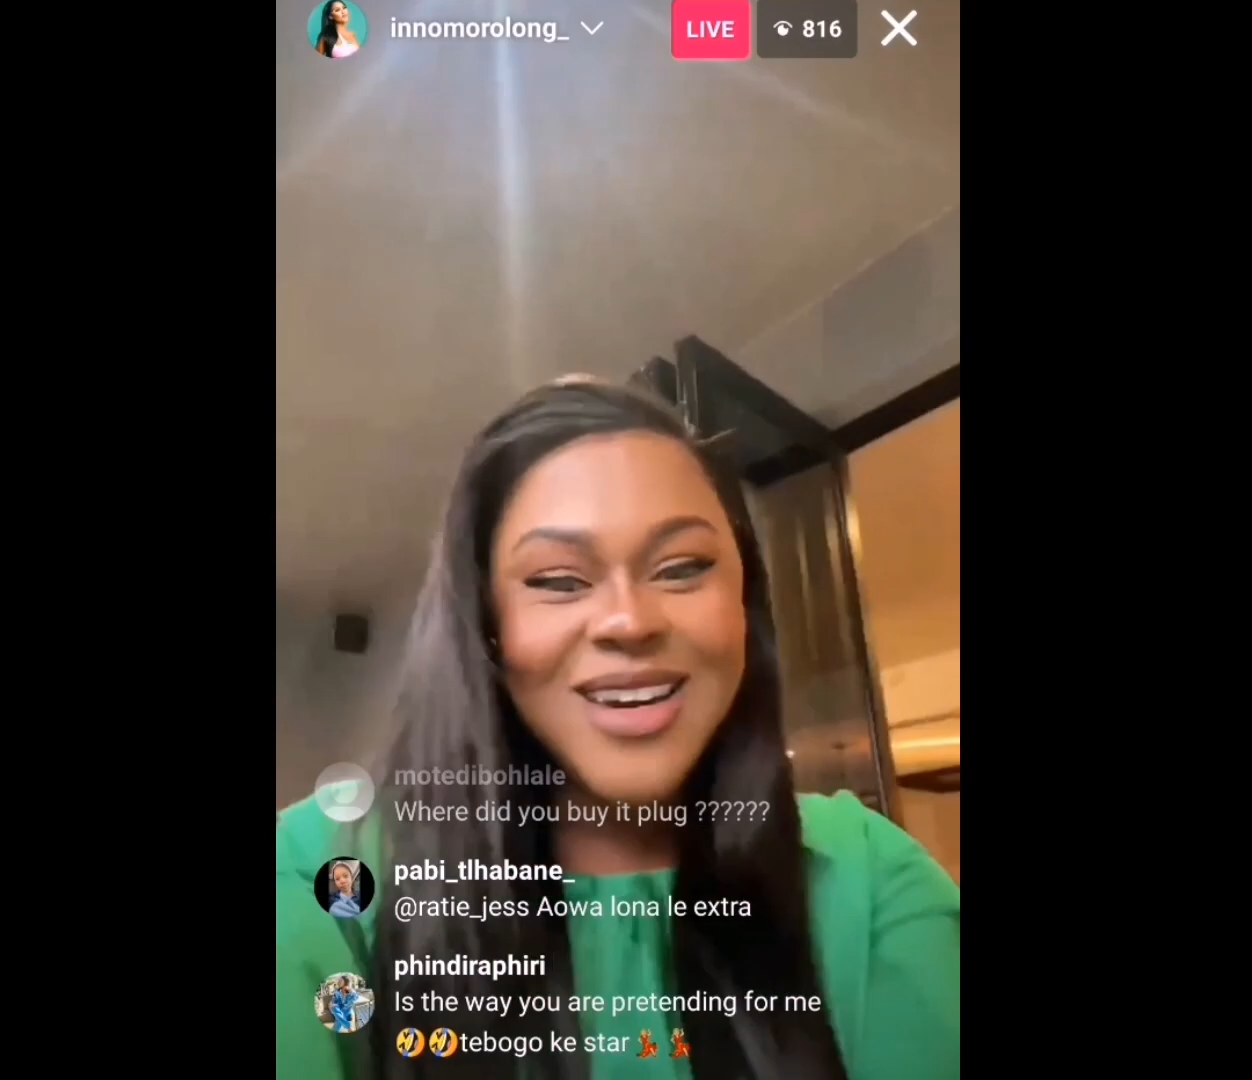 innomorolong_
LIVE
816
motedibohlale
Where did you buy it plug ??????
pabi_tlhabane_
@ratie_jess Aowa lona le extra
phindiraphiri
Is the way you are pretending for me
🤣🤣tebogo ke star💃💃